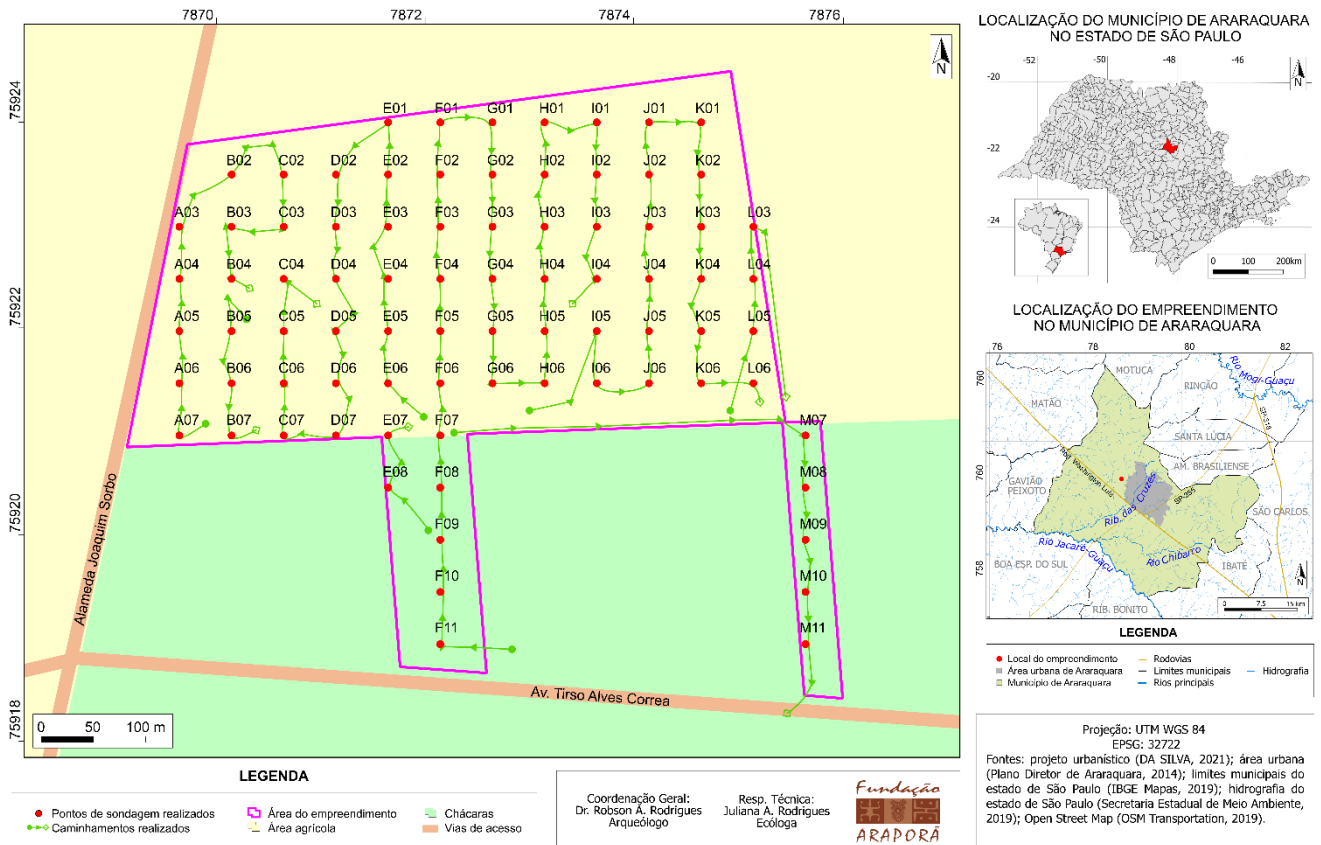 7870 7872 7874 7876
75924
75922
75920
75918
N
E01 F01 G01 H01 I01 J01 K01
B02 C02 D02 E02 F02 G02 H02 I02 J02 K02
A03 B03 C03 D03 E03 F03 G03 H03 I03 J03 K03 L03
A04 B04 C04 D04 E04 F04 G04 H04 I04 J04 K04 L04
A05 B05 C05 D05 E05 F05 G05 H05 I05 J05 K05 L05
A06 B06 C06 D06 E06 F06 G06 H06 I06 J06 K06 L06
A07 B07 C07 D07 E07 F07 M07
E08 F08 M08
F09 M09
F10 M10
F11 M11
Alameda Joaquim Sorbo
Av. Tirso Alves Correa
0 50 100 m
LEGENDA
Pontos de sondagem realizados
Caminhamentos realizados
Área do empreendimento
Área agrícola
Chácaras
Vias de acesso
Coordenação Geral:
Dr. Robson A. Rodrigues
Arqueólogo
Resp. Técnica:
Juliana A. Rodrigues
Ecóloga
Fundação
ARAPORÃ
LOCALIZAÇÃO DO MUNICÍPIO DE ARARAQUARA
NO ESTADO DE SÃO PAULO
-52 -50 -48 -46
-20
-22
-24
N
0 100 200km
LOCALIZAÇÃO DO EMPREENDIMENTO
NO MUNICÍPIO DE ARARAQUARA
76 78 80 82
760
760
758
MOTUCA
Rio Mogi-Guaçu
RINCÃO
MATÃO
SP-318
SANTA LÚCIA
Rod. Washington Luís
AM. BRASILIENSE
GAVIÃO
PEIXOTO
SP-255
Rib. das Cruzes
SÃO CARLOS
Rio Jacaré-Guaçu
Rio Chibarro
BOA ESP. DO SUL
IBATÉ
RIB. BONITO
N
0 7.5 15 km
LEGENDA
Local do empreendimento
Área urbana de Araraquara
Município de Araraquara
Rodovias
Limites municipais
Rios principais
Hidrografia
Projeção: UTM WGS 84
EPSG: 32722
Fontes: projeto urbanístico (DA SILVA, 2021); área urbana
(Plano Diretor de Araraquara, 2014); limites municipais do
estado de São Paulo (IBGE Mapas, 2019); hidrografia do
estado de São Paulo (Secretaria Estadual de Meio Ambiente,
2019); Open Street Map (OSM Transportation, 2019).